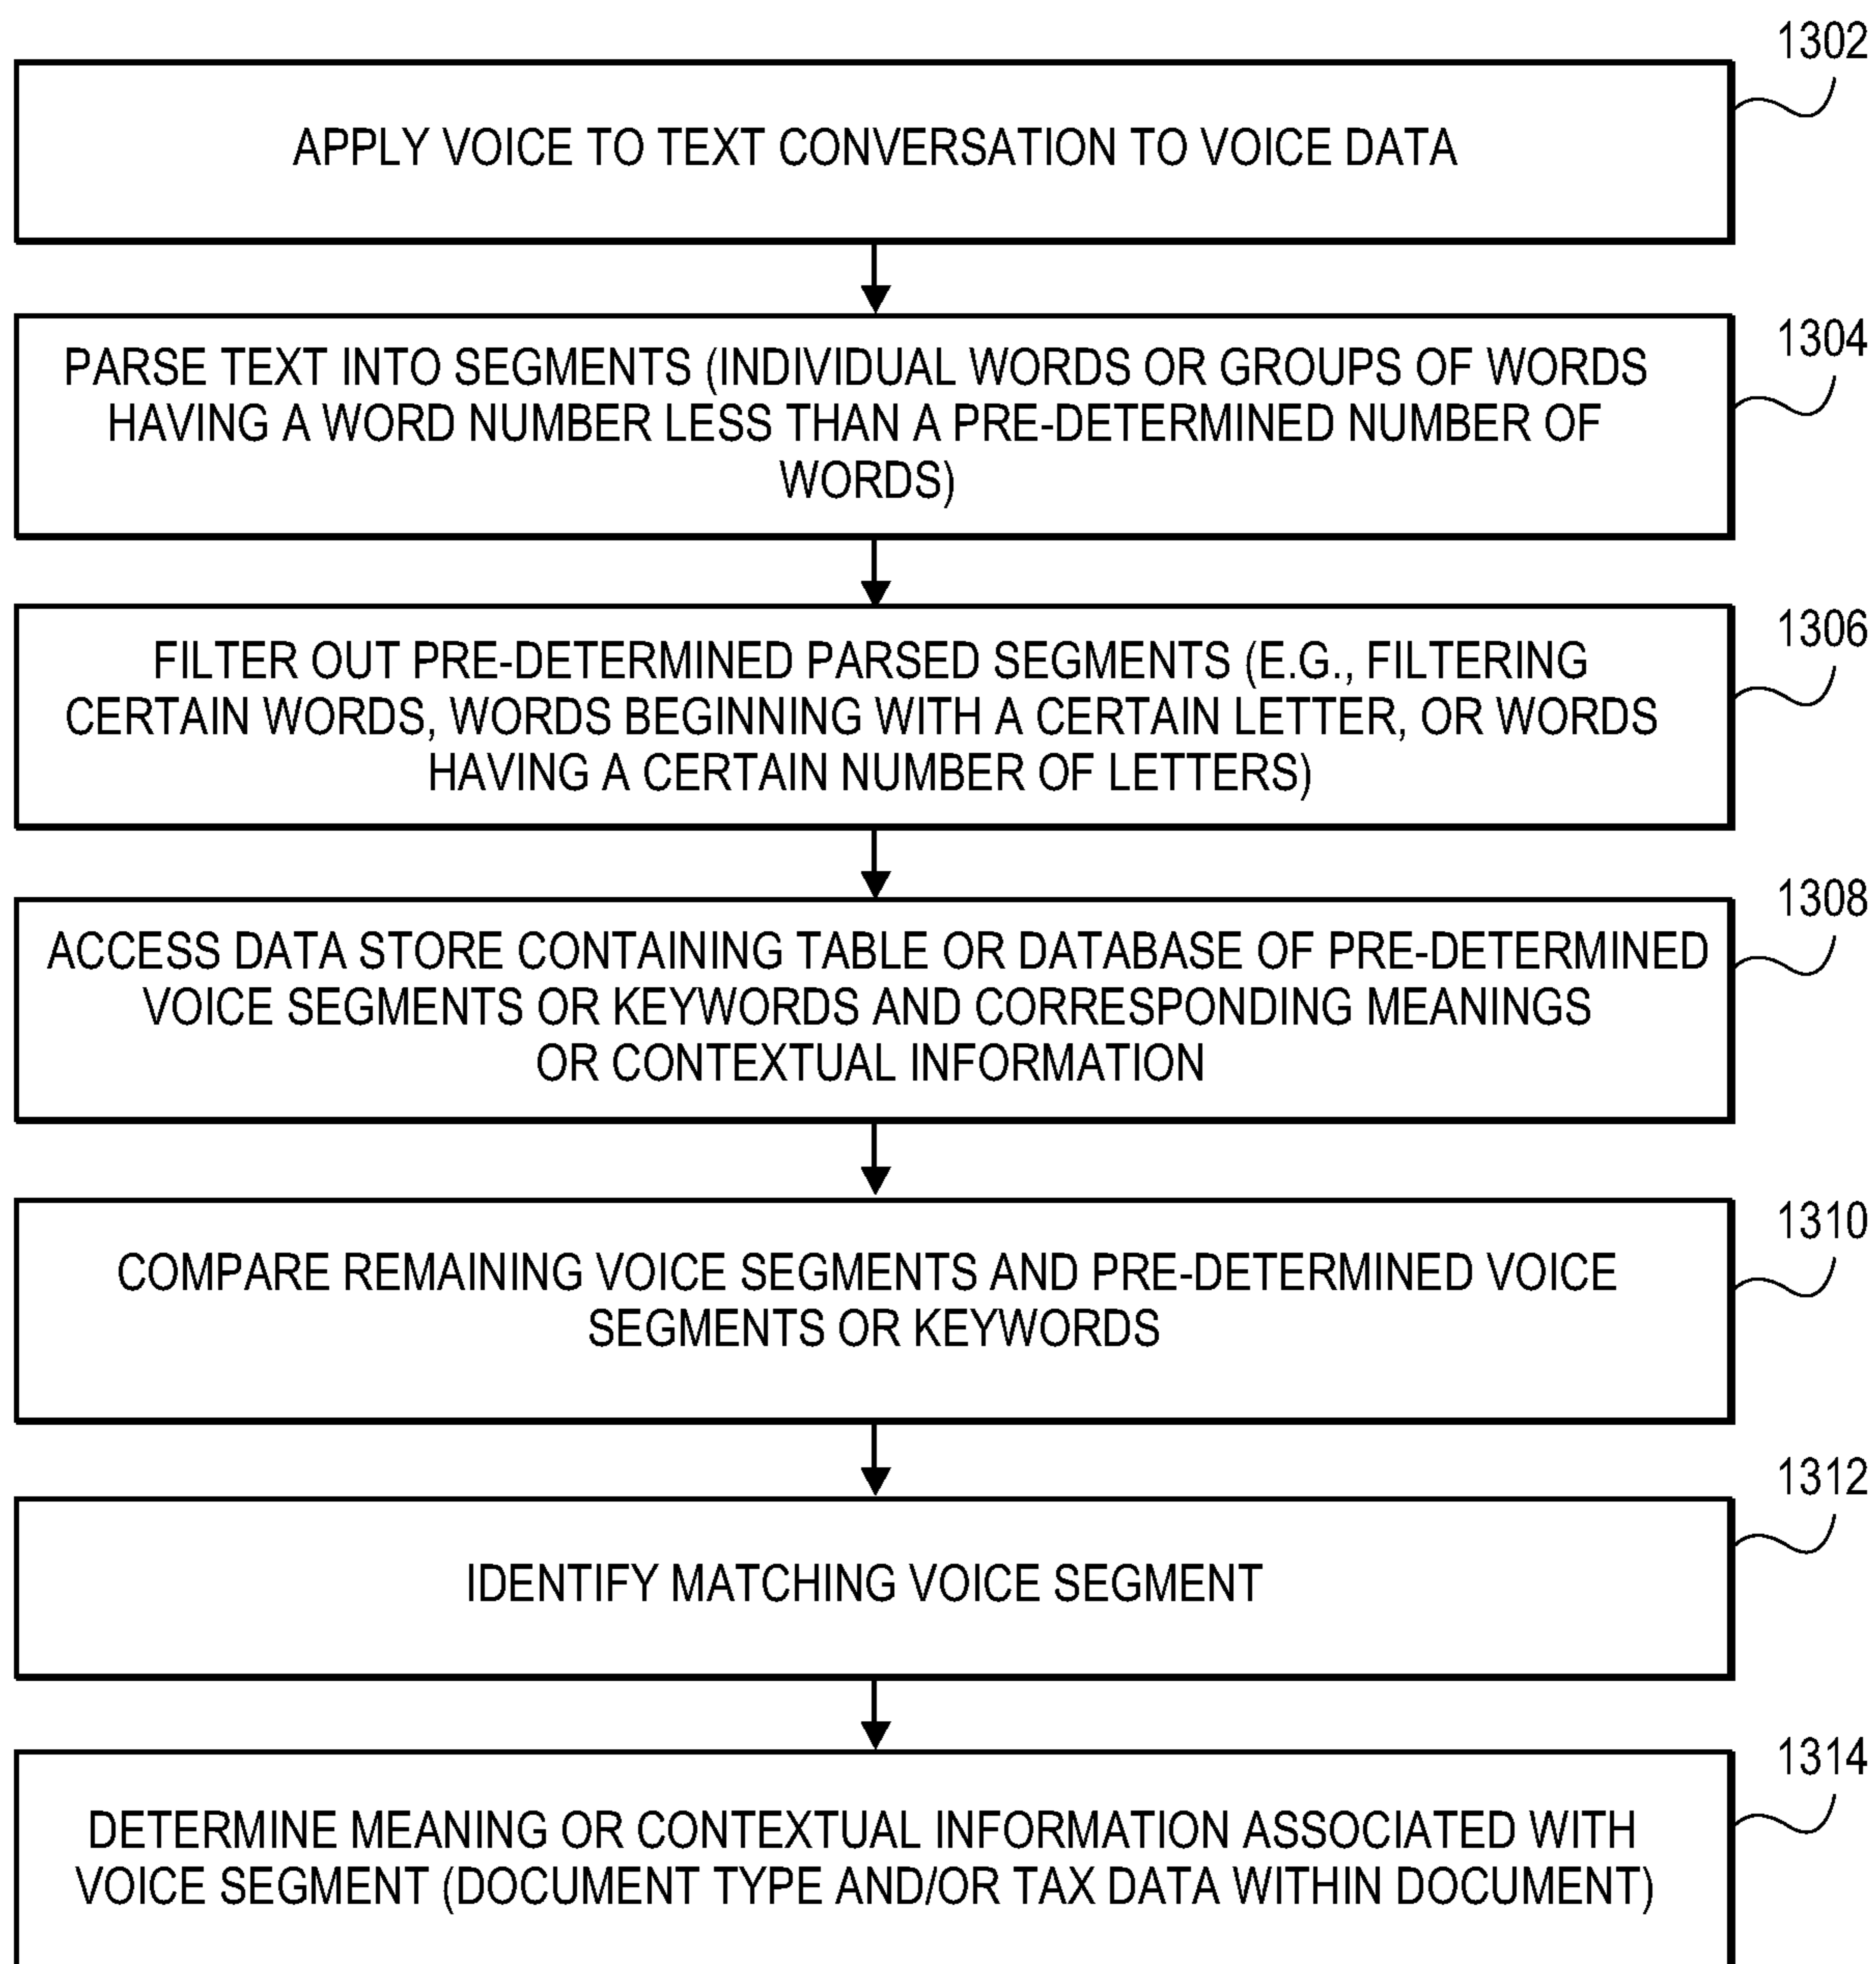 1302
APPLY VOICE TO TEXT CONVERSATION TO VOICE DATA
1304
PARSE TEXT INTO SEGMENTS (INDIVIDUAL WORDS OR GROUPS OF WORDS
HAVING A WORD NUMBER LESS THAN A PRE-DETERMINED NUMBER OF
WORDS)
1306
FILTER OUT PRE-DETERMINED PARSED SEGMENTS (E.G., FILTERING
CERTAIN WORDS, WORDS BEGINNING WITH A CERTAIN LETTER, OR WORDS
HAVING A CERTAIN NUMBER OF LETTERS)
1308
ACCESS DATA STORE CONTAINING TABLE OR DATABASE OF PRE-DETERMINED
VOICE SEGMENTS OR KEYWORDS AND CORRESPONDING MEANINGS
OR CONTEXTUAL INFORMATION
1310
COMPARE REMAINING VOICE SEGMENTS AND PRE-DETERMINED VOICE
SEGMENTS OR KEYWORDS
1312
IDENTIFY MATCHING VOICE SEGMENT
1314
DETERMINE MEANING OR CONTEXTUAL INFORMATION ASSOCIATED WITH
VOICE SEGMENT (DOCUMENT TYPE AND/OR TAX DATA WITHIN DOCUMENT)